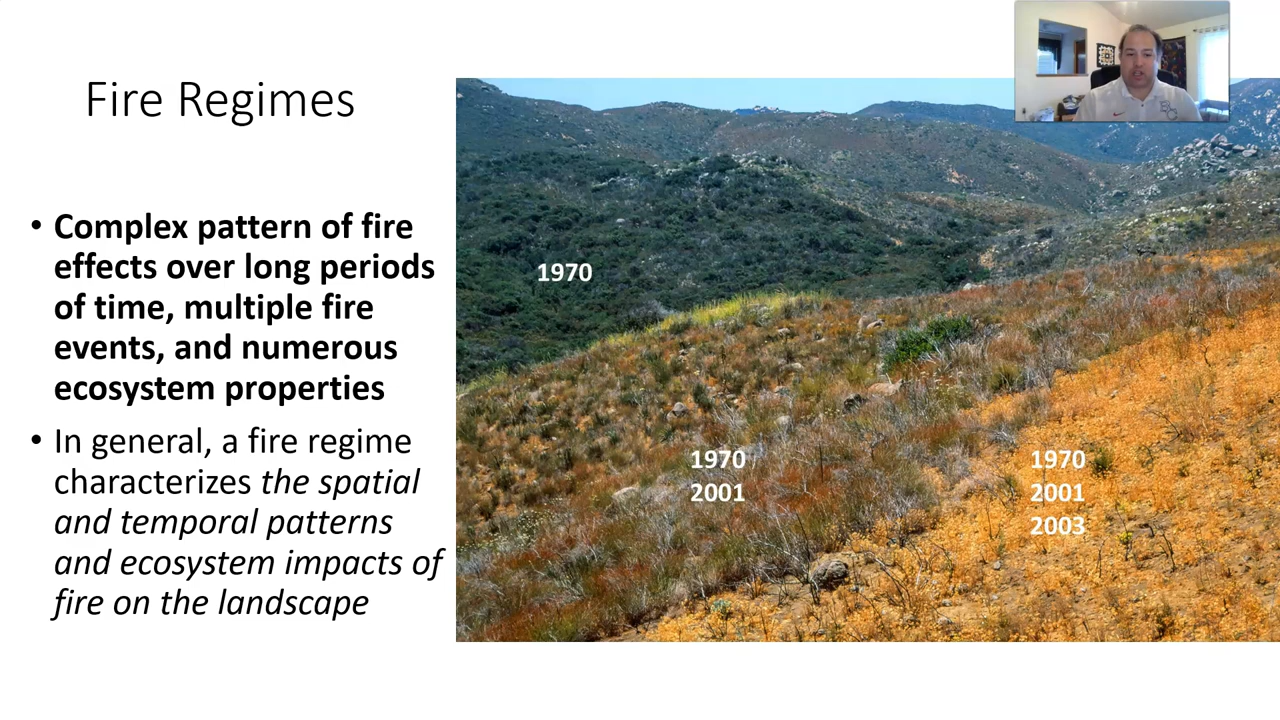 Fire Regimes
• Complex pattern of fire
effects over long periods
of time, multiple fire
events, and numerous
ecosystem properties
• In general, a fire regime
characterizes the spatial
and temporal patterns
and ecosystem impacts of
fire on the landscape
1970
1970
2001
1970
2001
2003